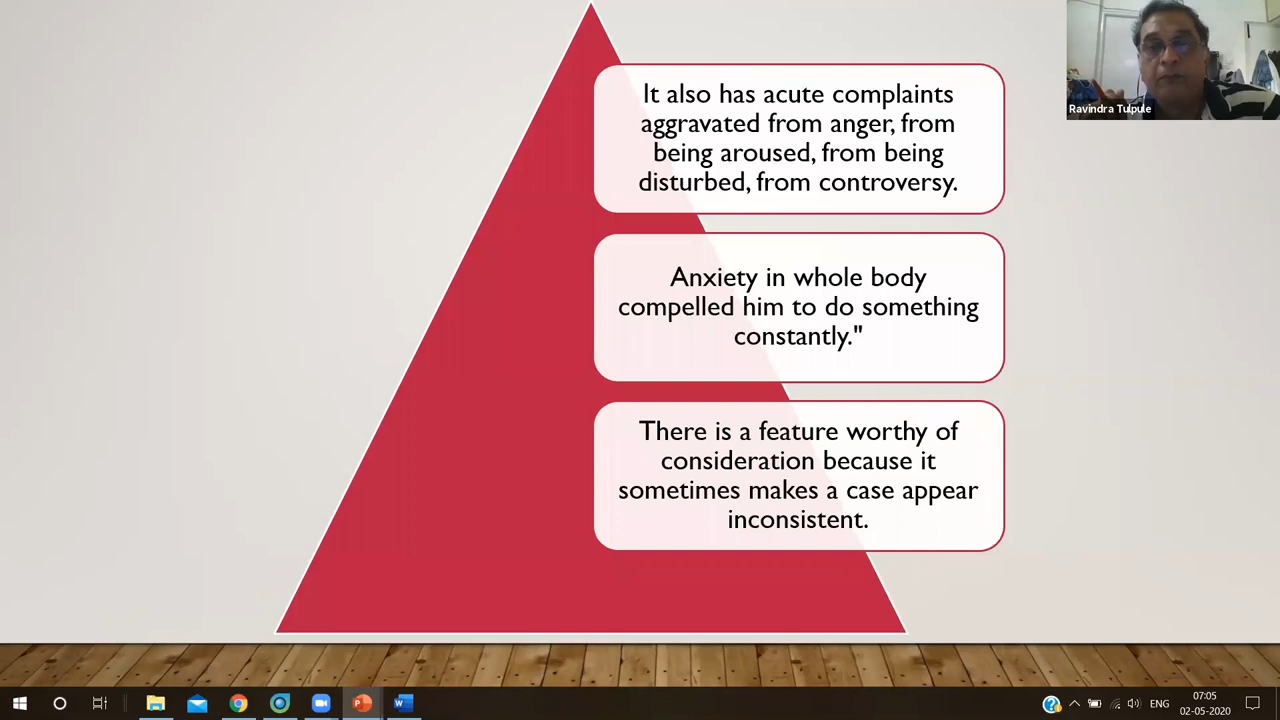 It also has acute complaints
aggravated from anger, from
being aroused, from being
disturbed, from controversy.
Anxiety in whole body
compelled him to do something
constantly."
There is a feature worthy of
consideration because it
sometimes makes a case appear
inconsistent.
Ravindra Tulpule
ENG
07:05
02-05-2020